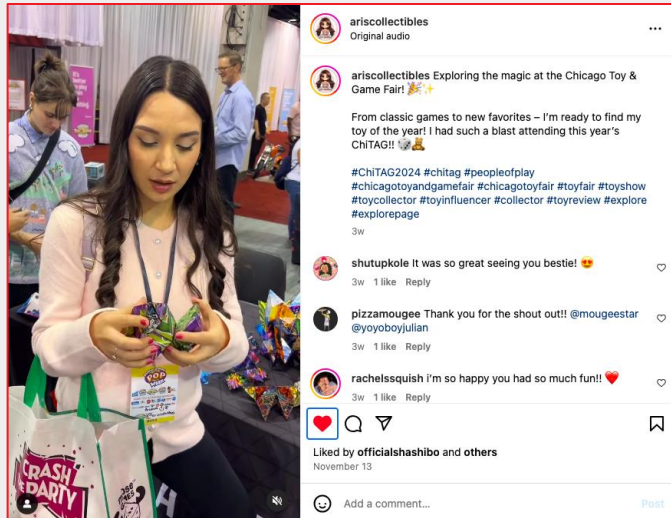 ariscollectibles
Original audio
ariscollectibles Exploring the magic at the Chicago Toy &
Game Fair! 🎉✨
From classic games to new favorites – I'm ready to find my
toy of the year! I had such a blast attending this year's
ChiTAG!! 🎲🧸
#ChiTAG2024 #chitag #peopleofplay
#chicagotoyandgamefair #chicagotoyfair #toyfair #toyshow
#toycollector #toyinfluencer #collector #toyreview #explore
#explorepage
3w
shutupkole It was so great seeing you bestie! 😍
3w 1 like Reply
pizzamougee Thank you for the shout out!! @mougeestar
@yoyoboyjulian
3w 1 like Reply
rachelssquish i'm so happy you had so much fun!! ❤️
3w 1 like Reply
Liked by officialshashibo and others
November 13
Add a comment...
Post
POP
CRASH
PARTY